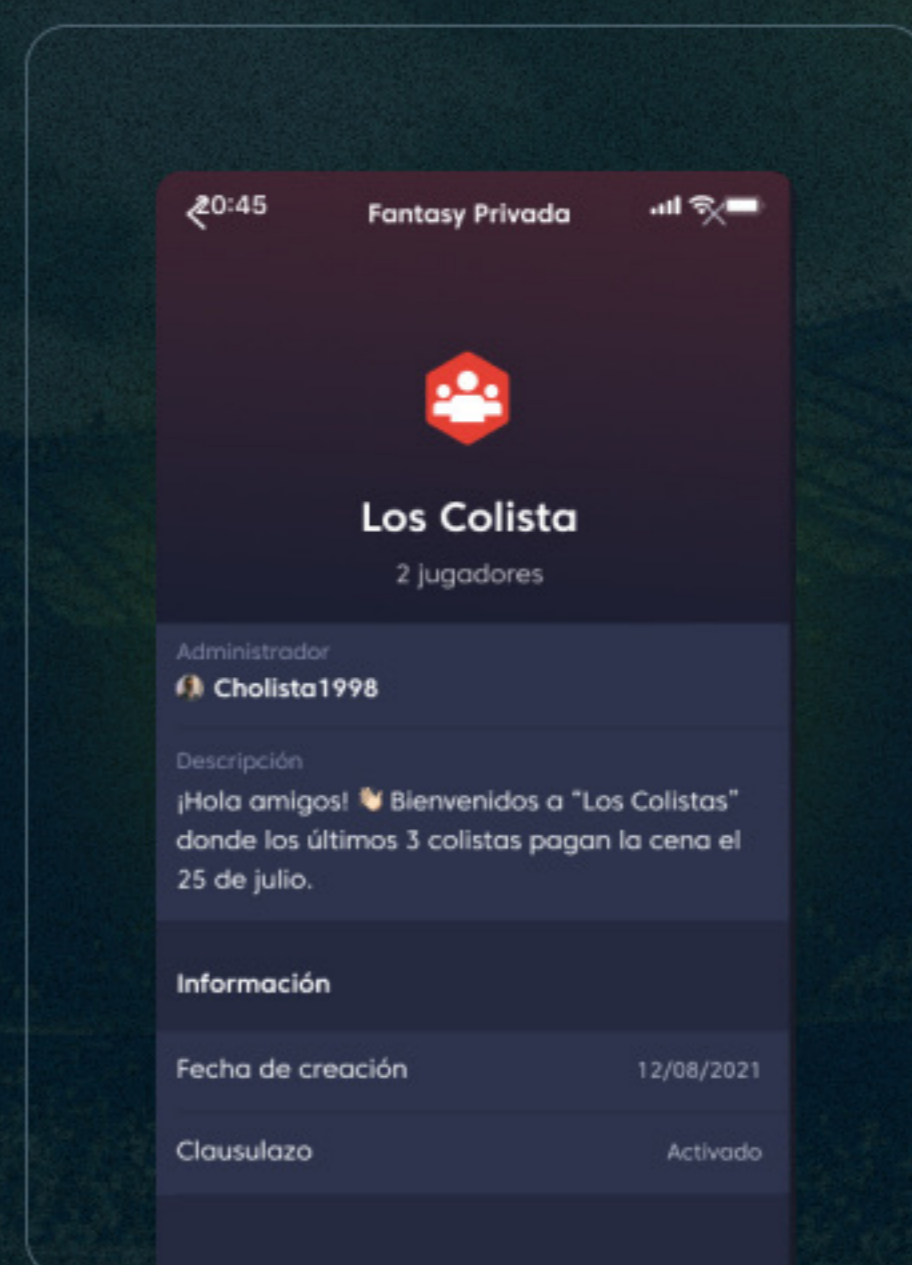 20:45
Fantasy Privada
Los Colista
2 jugadores
Administrador
Cholista1998
Descripción
¡Hola amigos! 👋🏻 Bienvenidos a “Los Colistas”
donde los últimos 3 colistas pagan la cena el
25 de julio.
Información
Fecha de creación 12/08/2021
Clausulazo Activado